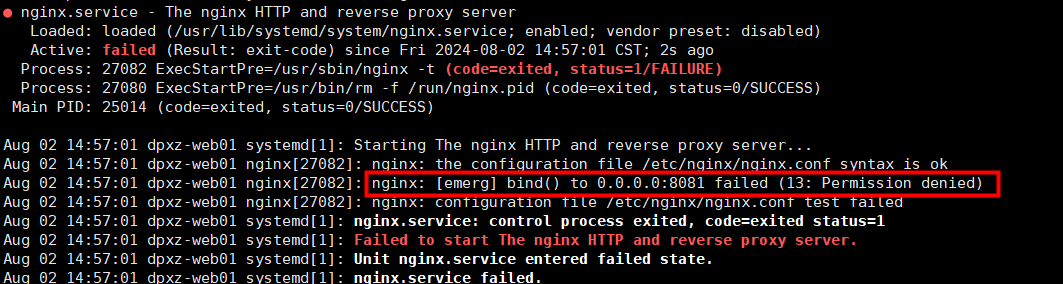 ● nginx.service - The nginx HTTP and reverse proxy server
Loaded: loaded (/usr/lib/systemd/system/nginx.service; enabled; vendor preset: disabled)
Active: failed (Result: exit-code) since Fri 2024-08-02 14:57:01 CST; 2s ago
Process: 27082 ExecStartPre=/usr/sbin/nginx -t (code=exited, status=1/FAILURE)
Process: 27080 ExecStartPre=/usr/bin/rm -f /run/nginx.pid (code=exited, status=0/SUCCESS)
Main PID: 25014 (code=exited, status=0/SUCCESS)
Aug 02 14:57:01 dpxz-web01 systemd[1]: Starting The nginx HTTP and reverse proxy server...
Aug 02 14:57:01 dpxz-web01 nginx[27082]: nginx: the configuration file /etc/nginx/nginx.conf syntax is ok
Aug 02 14:57:01 dpxz-web01 nginx[27082]: nginx: [emerg] bind() to 0.0.0.0:8081 failed (13: Permission denied)
Aug 02 14:57:01 dpxz-web01 nginx[27082]: nginx: configuration file /etc/nginx/nginx.conf test failed
Aug 02 14:57:01 dpxz-web01 systemd[1]: nginx.service: control process exited, code=exited status=1
Aug 02 14:57:01 dpxz-web01 systemd[1]: Failed to start The nginx HTTP and reverse proxy server.
Aug 02 14:57:01 dpxz-web01 systemd[1]: Unit nginx.service entered failed state.
Aug 02 14:57:01 dpxz-web01 systemd[1]: nginx.service failed.